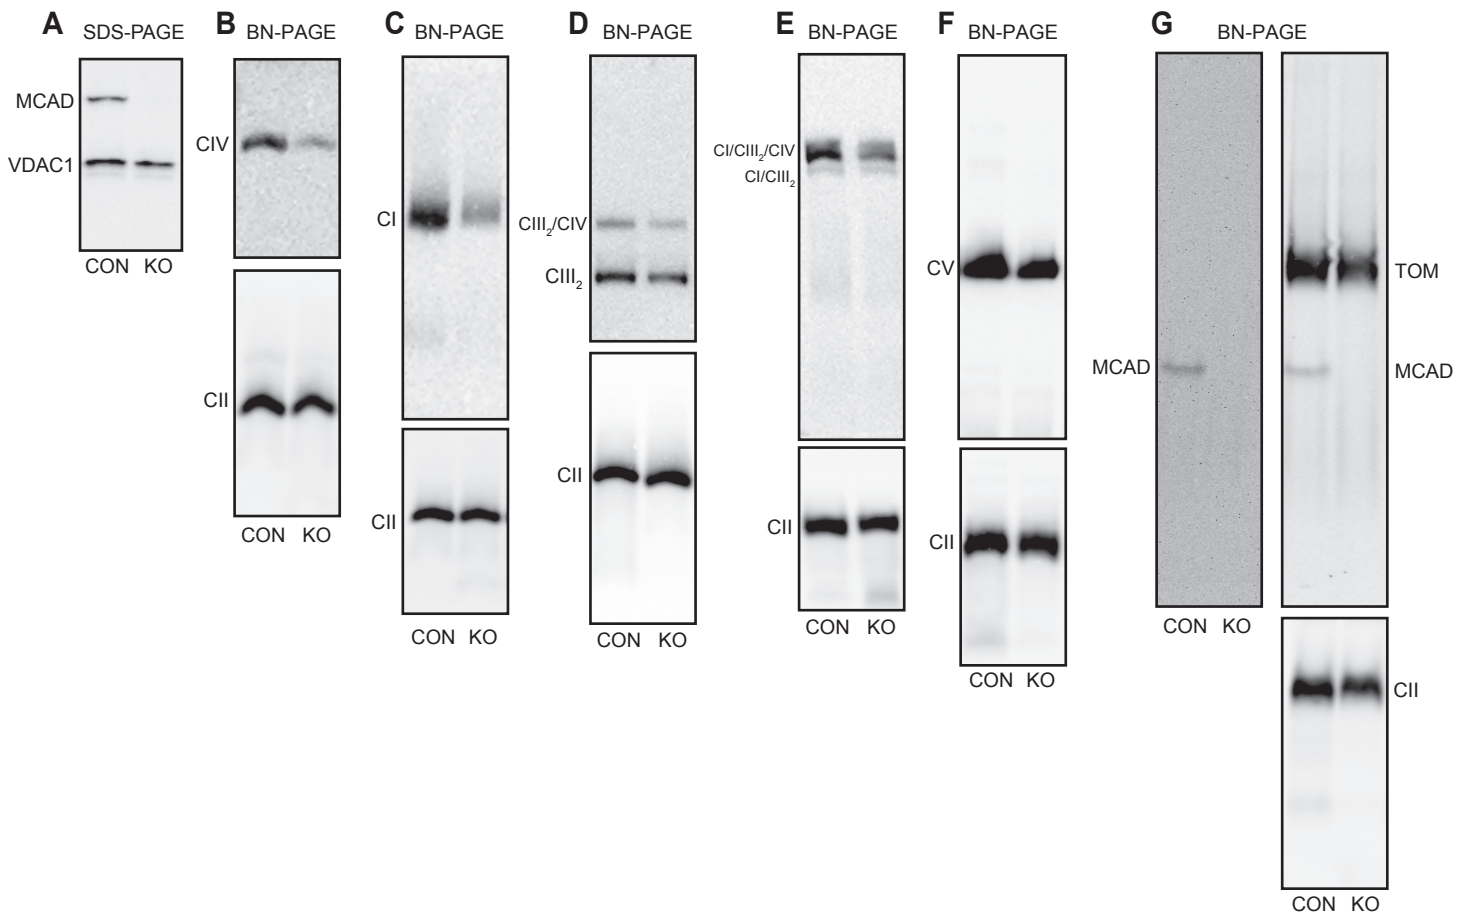 A
SDS-PAGE
MCAD
VDAC1
CON KO
B
BN-PAGE
CIV
CII
CON KO
C
BN-PAGE
CI
CII
CON KO
D
BN-PAGE
CIII2/CIV
CIII2
CII
CON KO
E
BN-PAGE
CI/CIII2/CIV
CI/CIII2
CII
CON KO
F
BN-PAGE
CV
CII
CON KO
G
BN-PAGE
MCAD
CON KO
TOM
MCAD
CII
CON KO